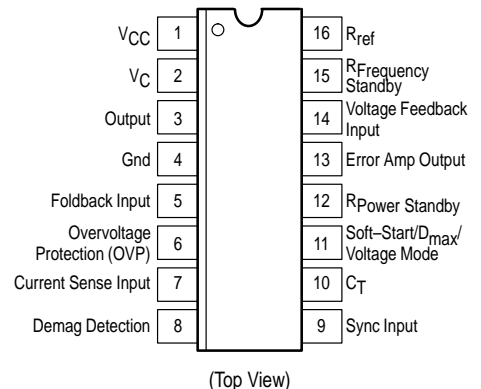 VCC 1
VC 2
Output 3
Gnd 4
Foldback Input 5
Overvoltage
Protection (OVP) 6
Current Sense Input 7
Demag Detection 8
16 Rref
15 RFrequency
Standby
14 Voltage Feedback
Input
13 Error Amp Output
12 RPower Standby
11 Soft–Start/Dmax/
Voltage Mode
10 CT
9 Sync Input
(Top View)